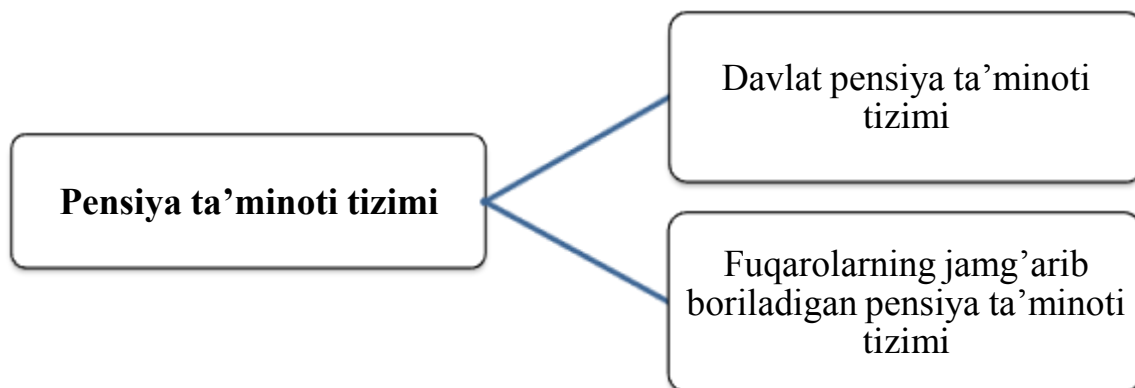 Davlat pensiya ta’minoti
tizimi
Pensiya ta’minoti tizimi
Fuqarolarning jamg’arib
boriladigan pensiya ta’minoti
tizimi